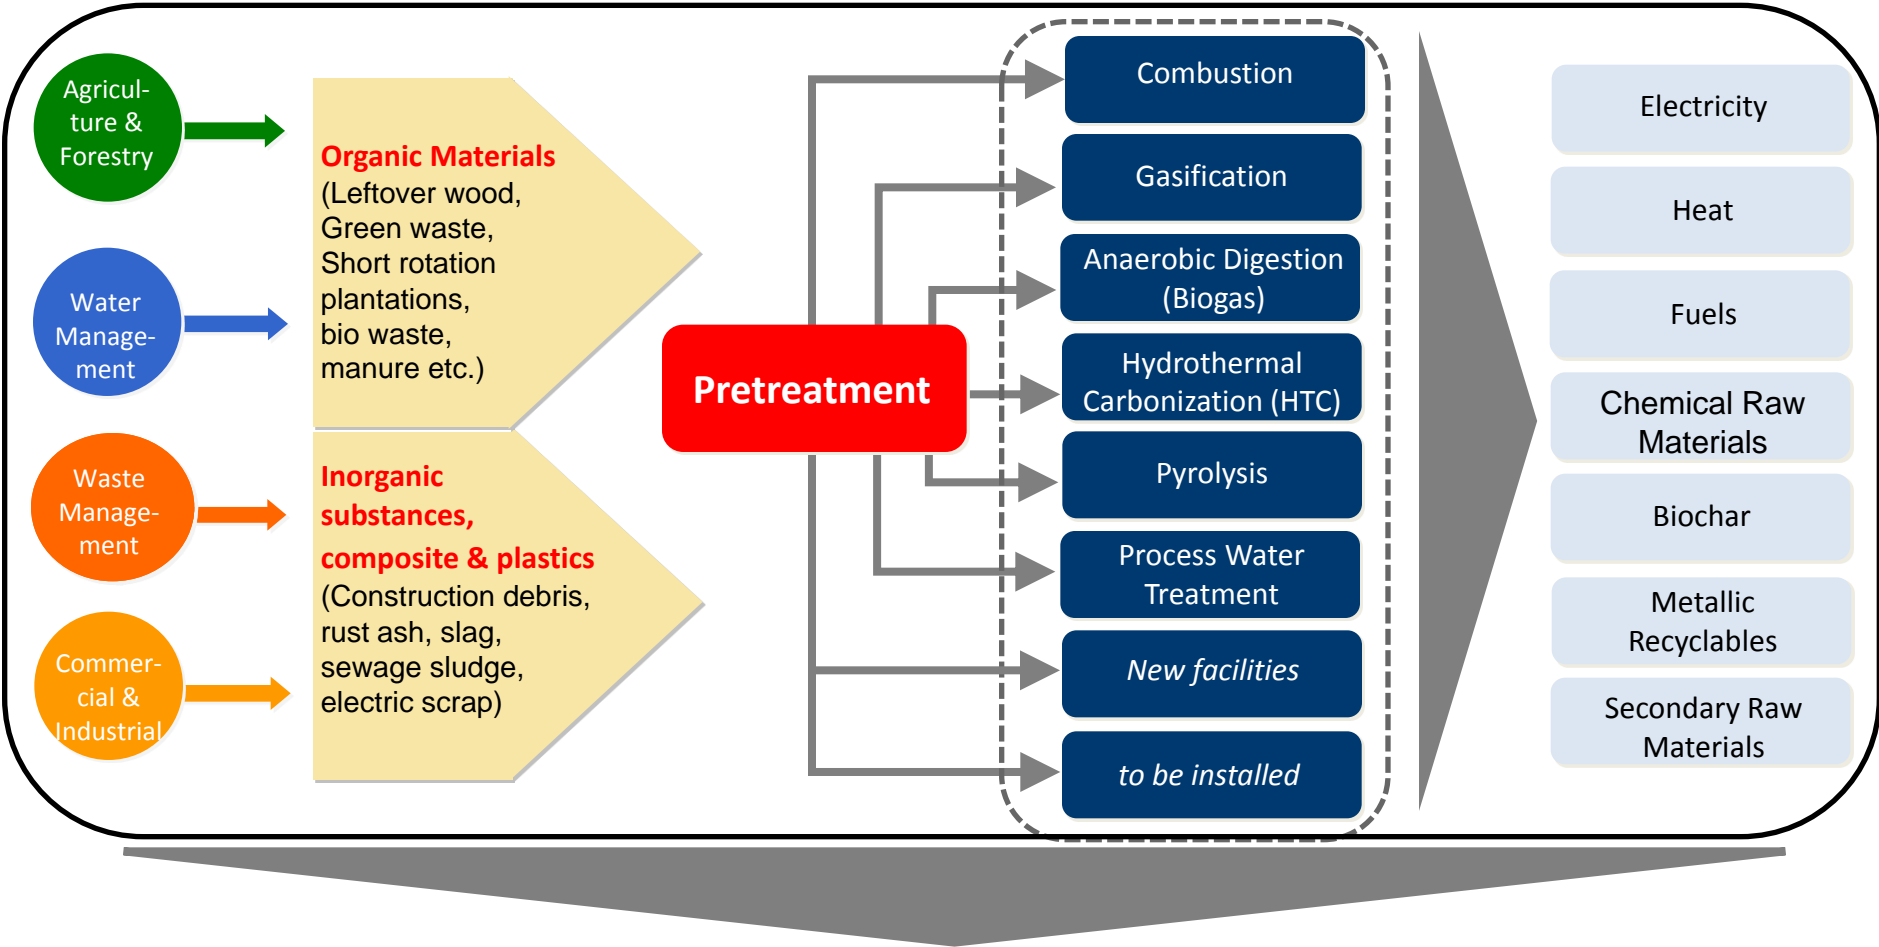 Agricul-
ture &
Forestry
Water
Manage-
ment
Waste
Manage-
ment
Commer-
cial &
Industrial
Organic Materials
(Leftover wood,
Green waste,
Short rotation
plantations,
bio waste,
manure etc.)
Inorganic
substances,
composite & plastics
(Construction debris,
rust ash, slag,
sewage sludge,
electric scrap)
Pretreatment
Combustion
Gasification
Anaerobic Digestion
(Biogas)
Hydrothermal
Carbonization (HTC)
Pyrolysis
Process Water
Treatment
New facilities
to be installed
Electricity
Heat
Fuels
Chemical Raw
Materials
Biochar
Metallic
Recyclables
Secondary Raw
Materials